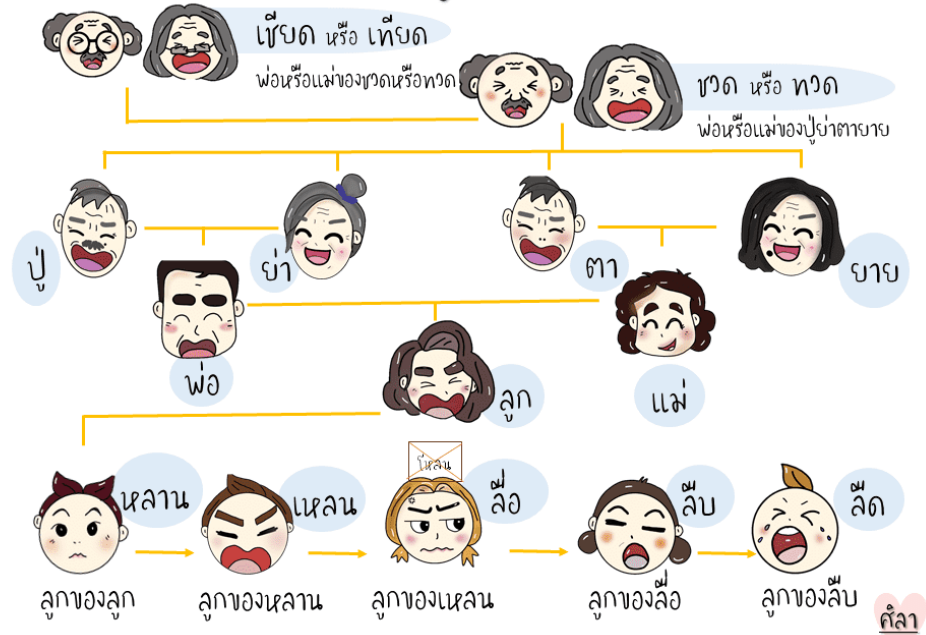 เชียด หรือ เทียด
พ่อหรือแม่ของชวดหรือทวด
ชวด หรือ ทวด
พ่อหรือแม่ของปู่ย่าตายาย
ปู่
ย่า
ตา
ยาย
พ่อ
ลูก
แม่
โหลน
หลาน
เหลน
ลื่อ
ลืบ
ลืด
ลูกของลูก
ลูกของหลาน
ลูกของเหลน
ลูกของลื่อ
ลูกของลืบ
ศิลา